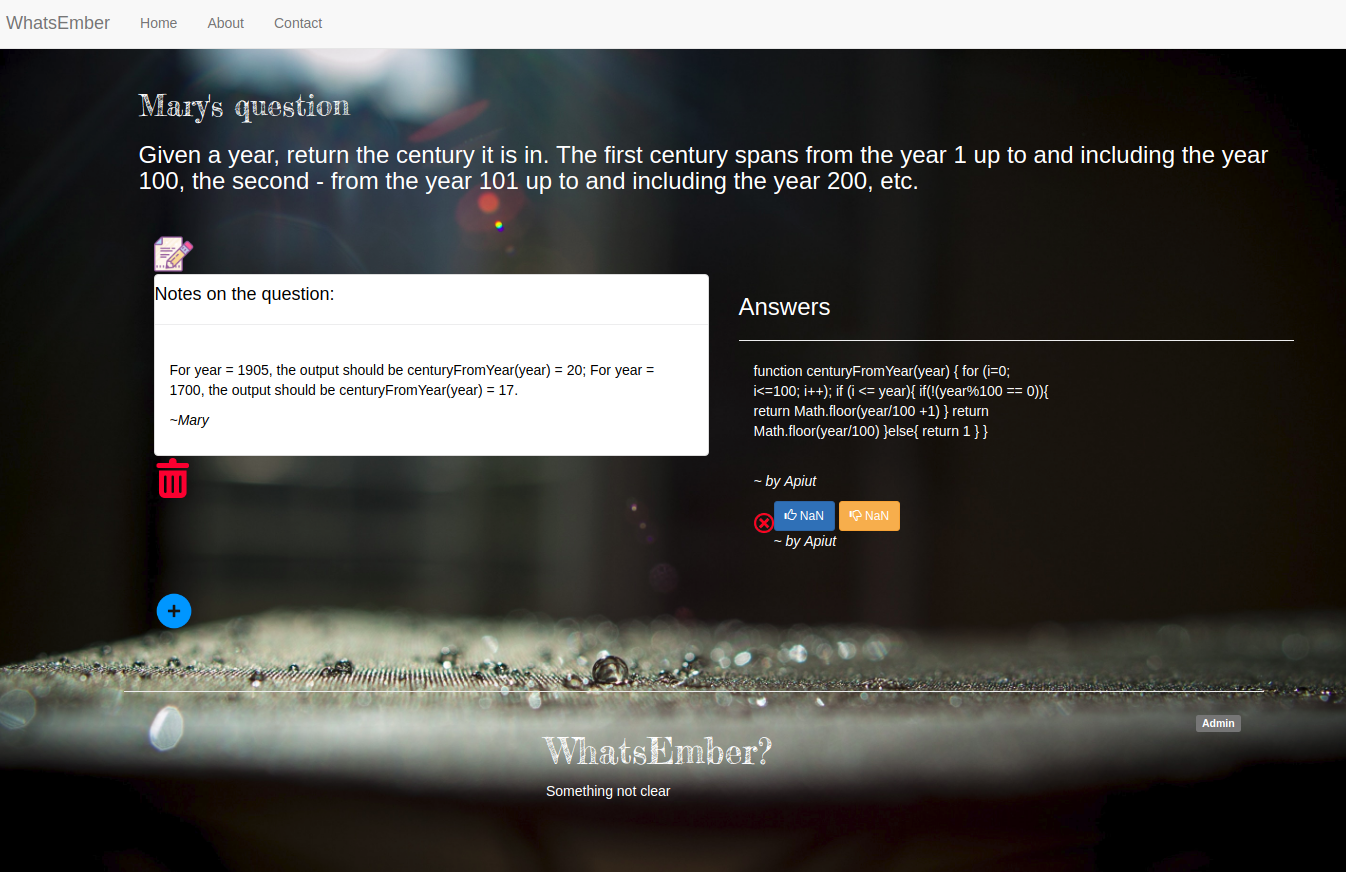 WhatsEmber Home About Contact
Mary's question
Given a year, return the century it is in. The first century spans from the year 1 up to and including the year
100, the second - from the year 101 up to and including the year 200, etc.
Notes on the question:
For year = 1905, the output should be centuryFromYear(year) = 20; For year =
1700, the output should be centuryFromYear(year) = 17.
~Mary
Answers
function centuryFromYear(year) { for (i=0;
i<=100; i++); if (i <= year){ if(!(year%100 == 0)){
return Math.floor(year/100 +1) } return
Math.floor(year/100) }else{ return 1 } }
~ by Apiut
NaN NaN
~ by Apiut
Admin
WhatsEmber?
Something not clear